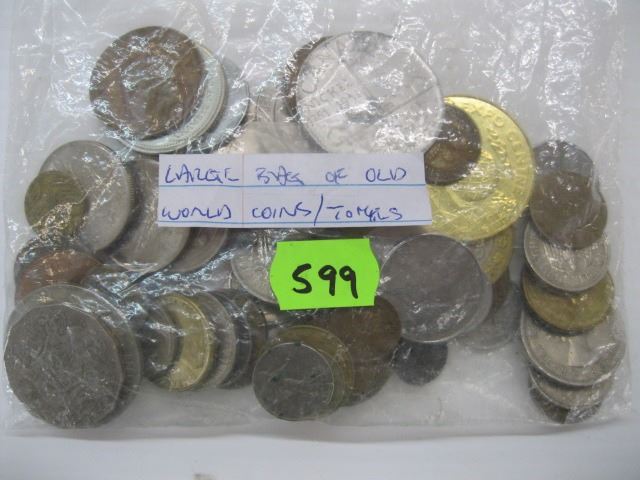 LARGE BAG OF OLD
WORLD COINS/TOKENS
599